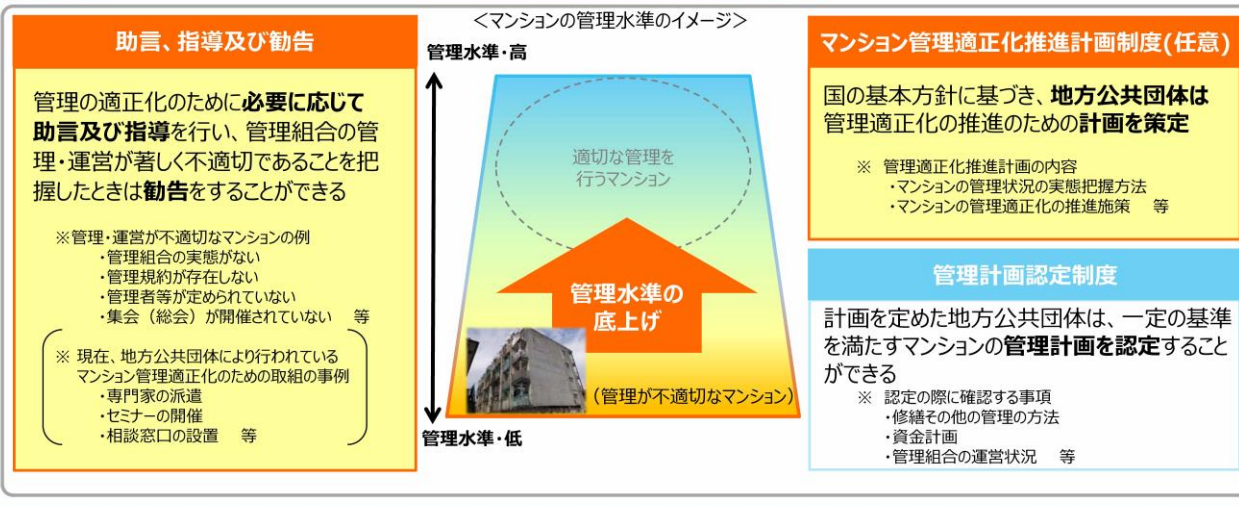 助言、指導及び勧告
管理の適正化のために必要に応じて
助言及び指導を行い、管理組合の管
理・運営が著しく不適切であることを把
握したときは勧告をすることができる
※管理・運営が不適切なマンションの例
・管理組合の実態がない
・管理規約が存在しない
・管理者等が定められていない
・集会（総会）が開催されていない　等
※ 現在、地方公共団体により行われている
マンション管理適正化のための取組の事例
・専門家の派遣
・セミナーの開催
・相談窓口の設置　等
＜マンションの管理水準のイメージ＞
管理水準・高
適切な管理を
行うマンション
管理水準の
底上げ
（管理が不適切なマンション）
管理水準・低
マンション管理適正化推進計画制度(任意)
国の基本方針に基づき、地方公共団体は
管理適正化の推進のための計画を策定
※　管理適正化推進計画の内容
・マンションの管理状況の実態把握方法
・マンションの管理適正化の推進施策　等
管理計画認定制度
計画を定めた地方公共団体は、一定の基準
を満たすマンションの管理計画を認定すること
ができる
※　認定の際に確認する事項
・修繕その他の管理の方法
・資金計画
・管理組合の運営状況　等